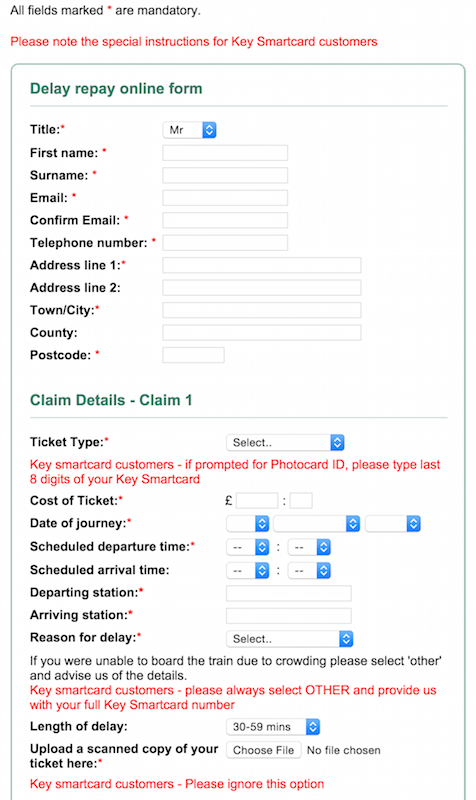 All fields marked * are mandatory.
Please note the special instructions for Key Smartcard customers
Delay repay online form
Title:* Mr
First name: *
Surname: *
Email: *
Confirm Email: *
Telephone number: *
Address line 1:*
Address line 2:
Town/City:*
County:
Postcode: *
Claim Details - Claim 1
Ticket Type:* Select..
Key smartcard customers - if prompted for Photocard ID, please type last
8 digits of your Key Smartcard
Cost of Ticket:* £ :
Date of journey:*
Scheduled departure time:* -- : --
Scheduled arrival time: -- : --
Departing station:*
Arriving station:*
Reason for delay:* Select..
If you were unable to board the train due to crowding please select 'other'
and advise us of the details.
Key smartcard customers - please always select OTHER and provide us
with your full Key Smartcard number
Length of delay: 30-59 mins
Upload a scanned copy of your Choose File No file chosen
ticket here:*
Key smartcard customers - Please ignore this option